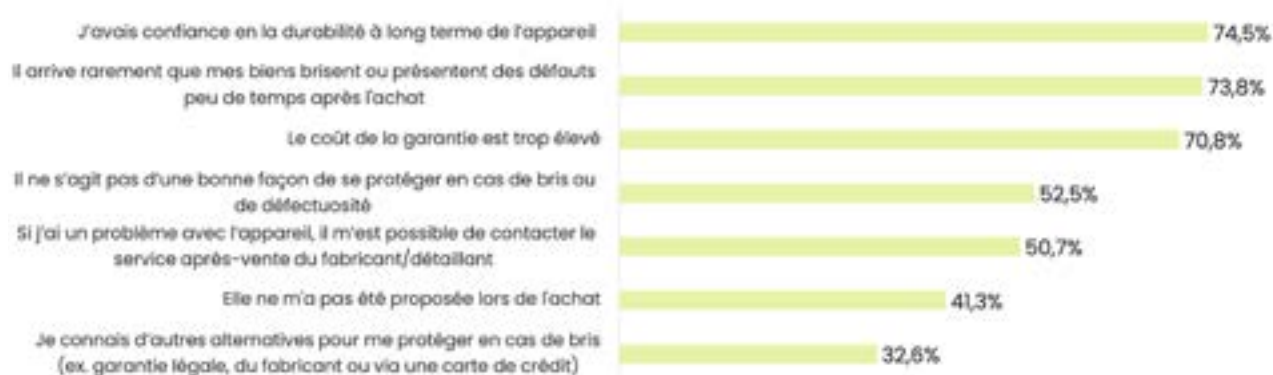 J'avais confiance en la durabilité à long terme de l'appareil
74,5%
Il arrive rarement que mes biens brisent ou présentent des défauts
peu de temps après l'achat
73,8%
Le coût de la garantie est trop élevé
70,8%
Il ne s'agit pas d'une bonne façon de se protéger en cas de bris ou
de défectuosité
52,5%
Si j'ai un problème avec l'appareil, il m'est possible de contacter le
service après-vente du fabricant/détaillant
50,7%
Elle ne m'a pas été proposée lors de l'achat
41,3%
Je connais d'autres alternatives pour me protéger en cas de bris
(ex. garantie légale, du fabricant ou via une carte de crédit)
32,6%